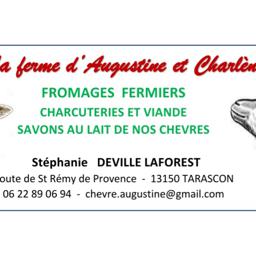 la ferme d'Augustine et Charlèn
FROMAGES FERMIERS
CHARCUTERIES ET VIANDE
SAVONS AU LAIT DE NOS CHEVRES
Stéphanie DEVILLE LAFOREST
oute de St Rémy de Provence - 13150 TARASCON
06 22 89 06 94 - chevre.augustine@gmail.com